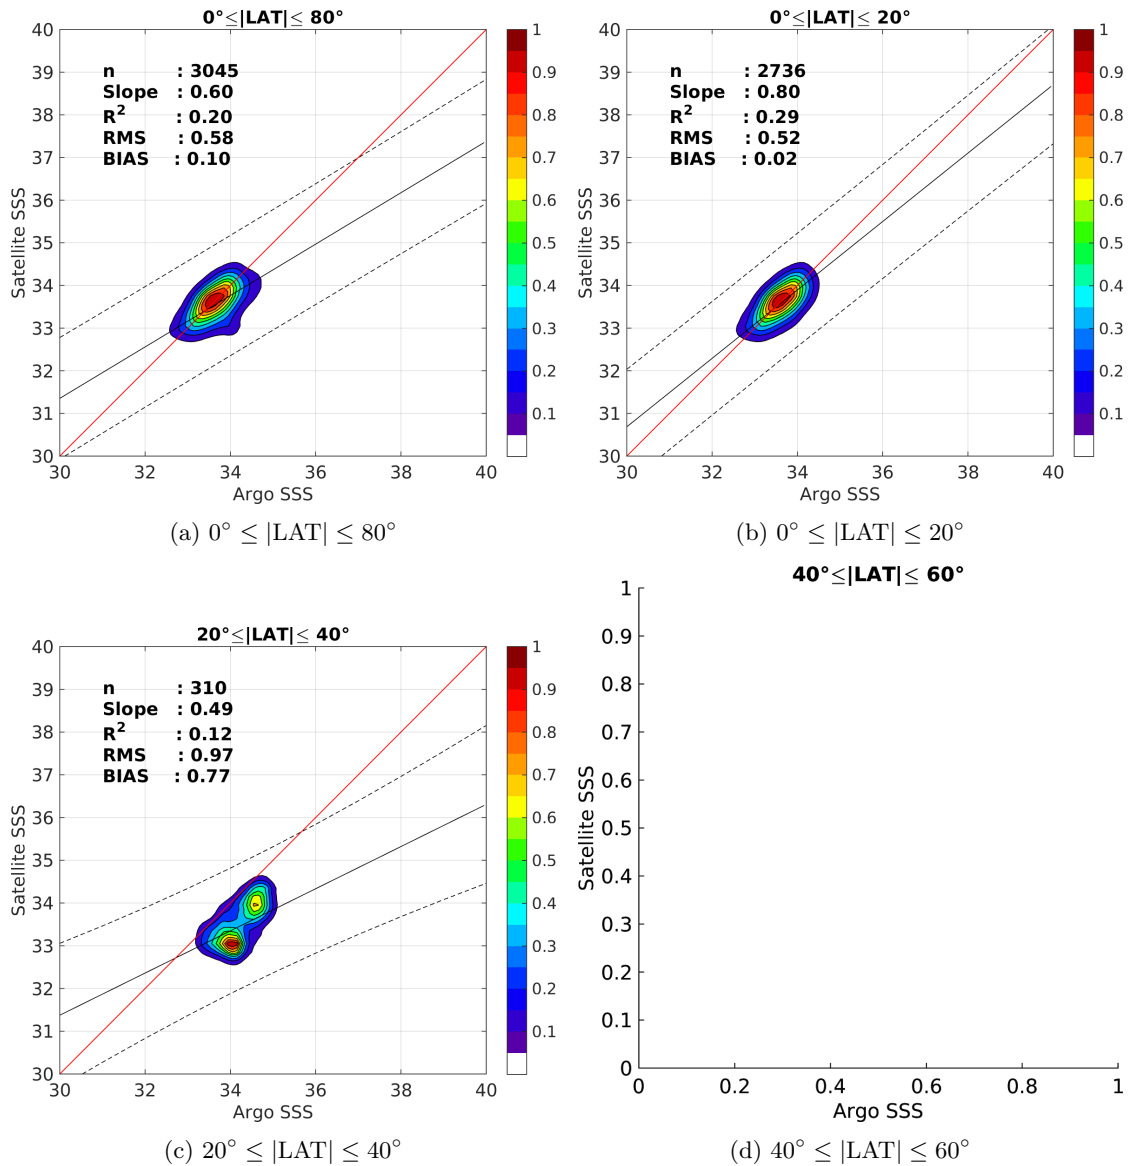 0°≤|LAT|≤ 80°
40
39
38
37
36
35
34
33
32
31
30
30 32 34 36 38 40
Satellite SSS
Argo SSS
n : 3045
Slope : 0.60
R² : 0.20
RMS : 0.58
BIAS : 0.10
1
0.9
0.8
0.7
0.6
0.5
0.4
0.3
0.2
0.1
(a) 0° ≤ |LAT| ≤ 80°
0°≤|LAT|≤ 20°
40
39
38
37
36
35
34
33
32
31
30
30 32 34 36 38 40
Satellite SSS
Argo SSS
n : 2736
Slope : 0.80
R² : 0.29
RMS : 0.52
BIAS : 0.02
1
0.9
0.8
0.7
0.6
0.5
0.4
0.3
0.2
0.1
(b) 0° ≤ |LAT| ≤ 20°
20°≤|LAT|≤ 40°
40
39
38
37
36
35
34
33
32
31
30
30 32 34 36 38 40
Satellite SSS
Argo SSS
n : 310
Slope : 0.49
R² : 0.12
RMS : 0.97
BIAS : 0.77
1
0.9
0.8
0.7
0.6
0.5
0.4
0.3
0.2
0.1
(c) 20° ≤ |LAT| ≤ 40°
40°≤|LAT|≤ 60°
1
0.9
0.8
0.7
0.6
0.5
0.4
0.3
0.2
0.1
0
0 0.2 0.4 0.6 0.8 1
Satellite SSS
Argo SSS
(d) 40° ≤ |LAT| ≤ 60°